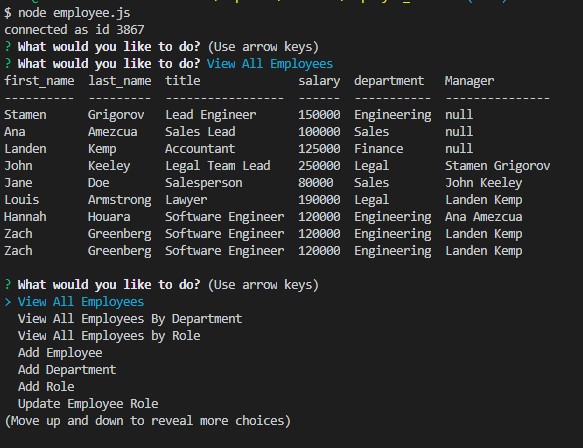 $ node employee.js
connected as id 3867
? What would you like to do? (Use arrow keys)
? What would you like to do? View All Employees
first_name  last_name  title              salary  department   Manager
----------  ---------  -----------------  ------  -----------  ---------------
Stamen      Grigorov   Lead Engineer      150000  Engineering  null
Ana         Amezcua    Sales Lead         100000  Sales        null
Landen      Kemp       Accountant         125000  Finance      null
John        Keeley     Legal Team Lead    250000  Legal        Stamen Grigorov
Jane        Doe        Salesperson        80000   Sales        John Keeley
Louis       Armstrong  Lawyer             190000  Legal        Landen Kemp
Hannah      Houara     Software Engineer  120000  Engineering  Ana Amezcua
Zach        Greenberg  Software Engineer  120000  Engineering  Landen Kemp
Zach        Greenberg  Software Engineer  120000  Engineering  Landen Kemp
? What would you like to do? (Use arrow keys)
> View All Employees
  View All Employees By Department
  View All Employees by Role
  Add Employee
  Add Department
  Add Role
  Update Employee Role
(Move up and down to reveal more choices)